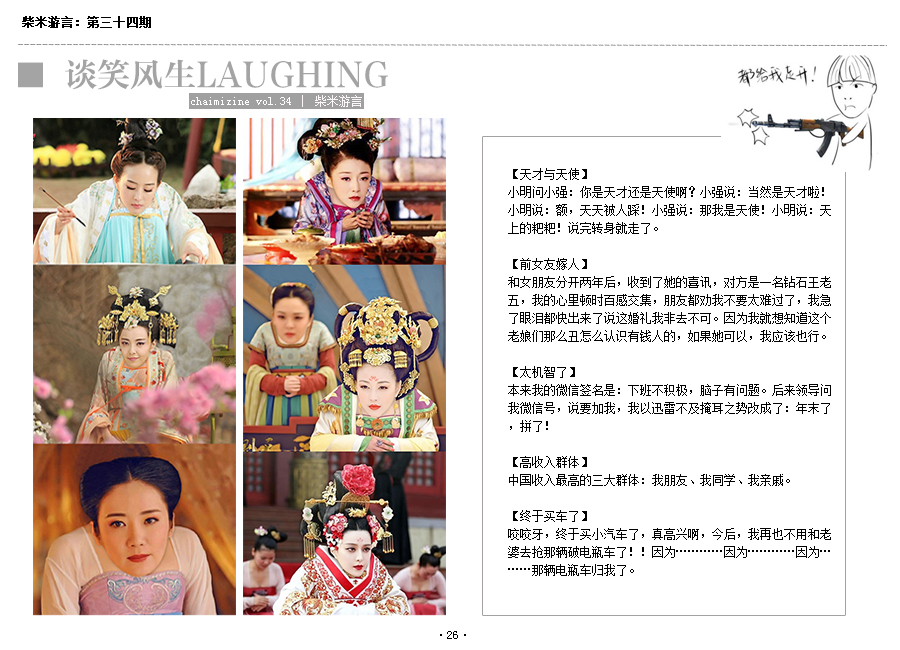 柴米游言：第三十四期
谈笑风生LAUGHING
chaimizine vol.34 | 柴米游言
都给我走开！
【天才与天使】
小明问小强：你是天才还是天使啊？小强说：当然是天才啦！
小明说：额，天天被人踩！小强说：那我是天使！小明说：天
上的粑粑！说完转身就走了。
【前女友嫁人】
和女朋友分开两年后，收到了她的喜讯，对方是一名钻石王老
五，我的心里顿时百感交集，朋友都劝我不要太难过了，我急
了眼泪都快出来了说这婚礼我非去不可。因为我就想知道这个
老娘们那么丑怎么认识有钱人的，如果她可以，我应该也行。
【太机智了】
本来我的微信签名是：下班不积极，脑子有问题。后来领导问
我微信号，说要加我，我以迅雷不及掩耳之势改成了：年末了
，拼了！
【高收入群体】
中国收入最高的三大群体：我朋友、我同学、我亲戚。
【终于买车了】
咬咬牙，终于买小汽车了，真高兴啊，今后，我再也不用和老
婆去抢那辆破电瓶车了！！因为…………因为…………因为…
……那辆电瓶车归我了。
·26·